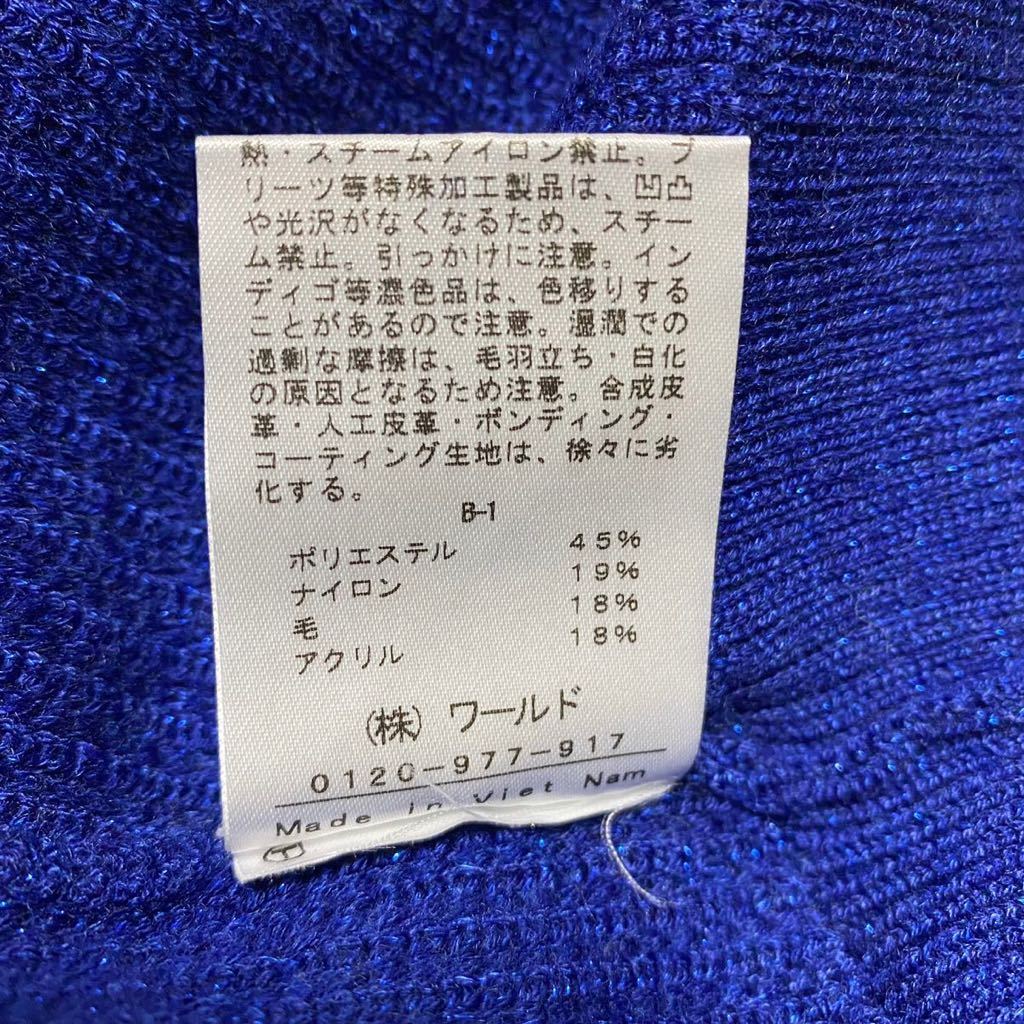 熱・スチームアイロン禁止。プ
リーツ等特殊加工製品は、凹凸
や光沢がなくなるため、スチー
ム禁止。引っかけに注意。イン
ディゴ等濃色品は、色移りする
ことがあるので注意。湿潤での
過剰な摩擦は、毛羽立ち・白化
の原因となるため注意。合成皮
革・人工皮革・ボンディング・
コーティング生地は、徐々に劣
化する。
B-1
ポリエステル 45%
ナイロン 19%
毛 18%
アクリル 18%
(株) ワールド
0120-977-917
Made in Viet Nam